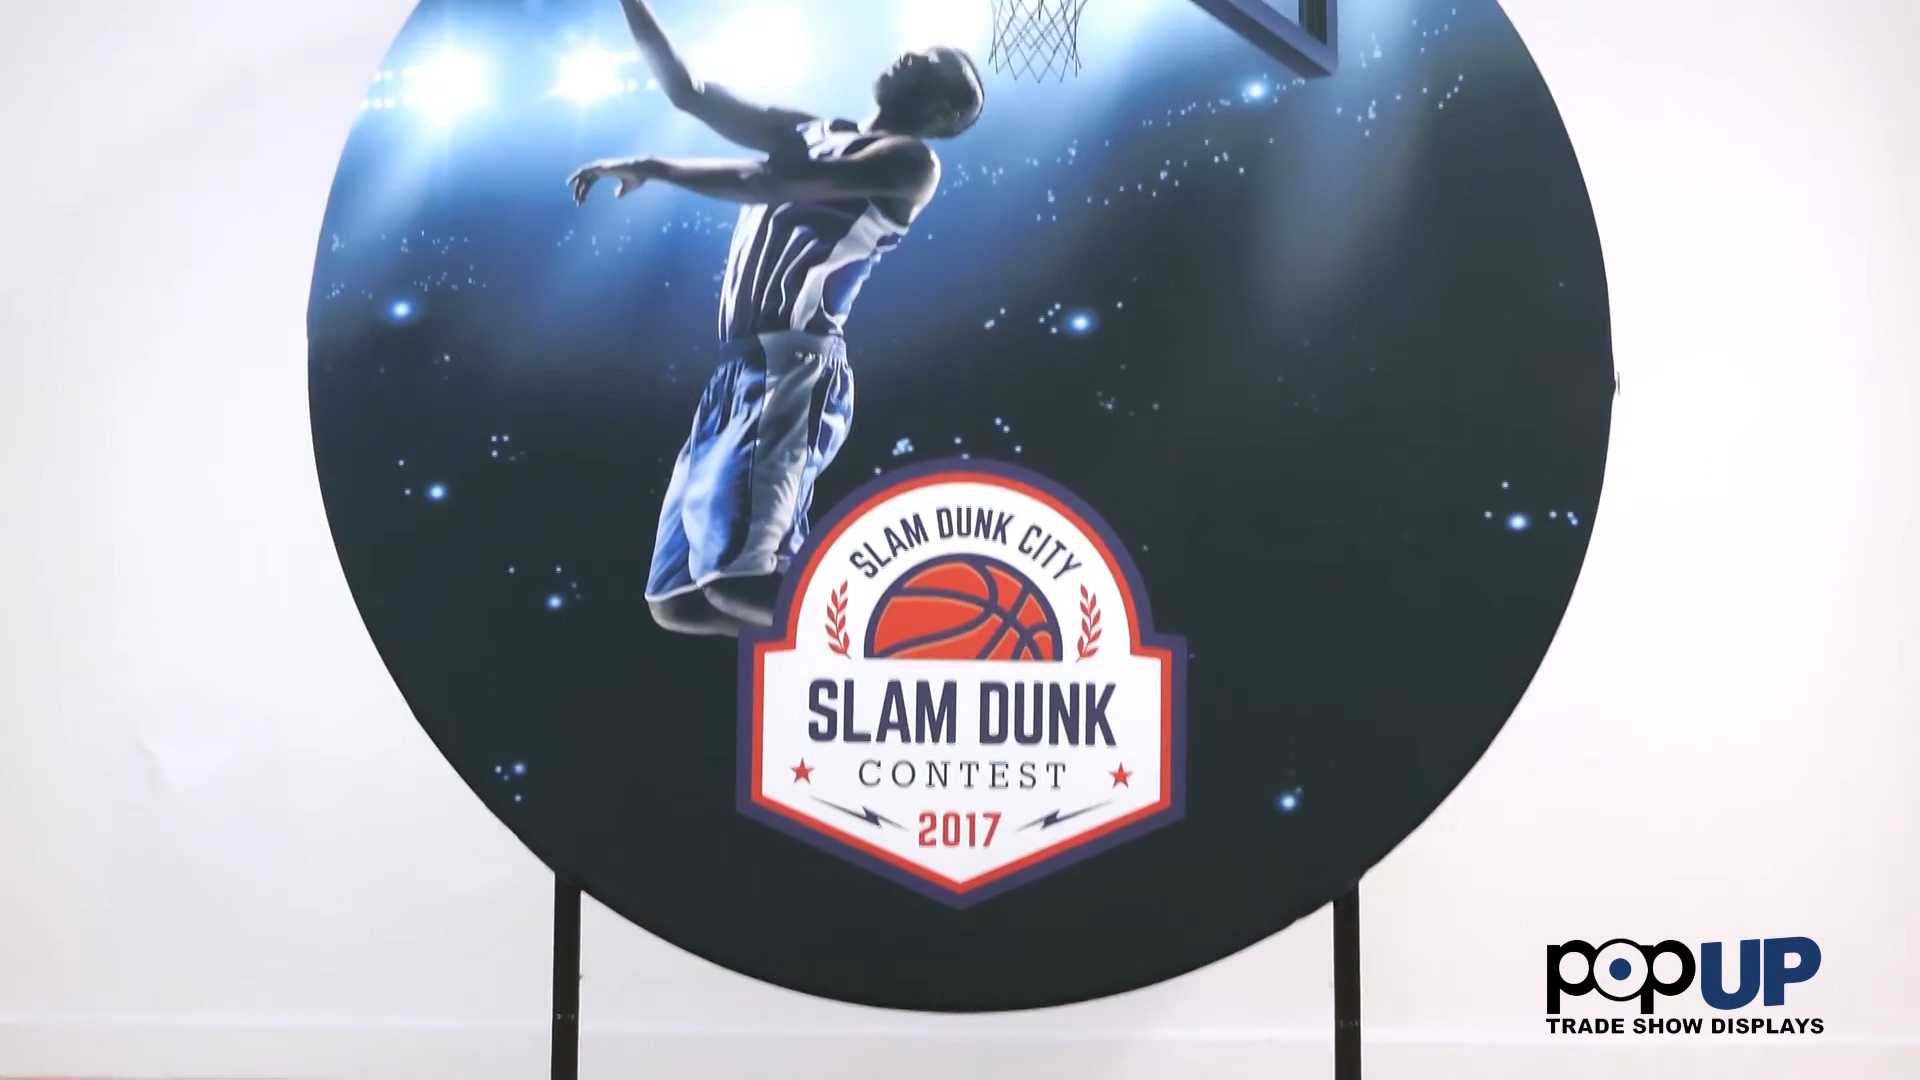 SLAM DUNK CITY
SLAM DUNK
CONTEST
2017
popUP
TRADE SHOW DISPLAYS